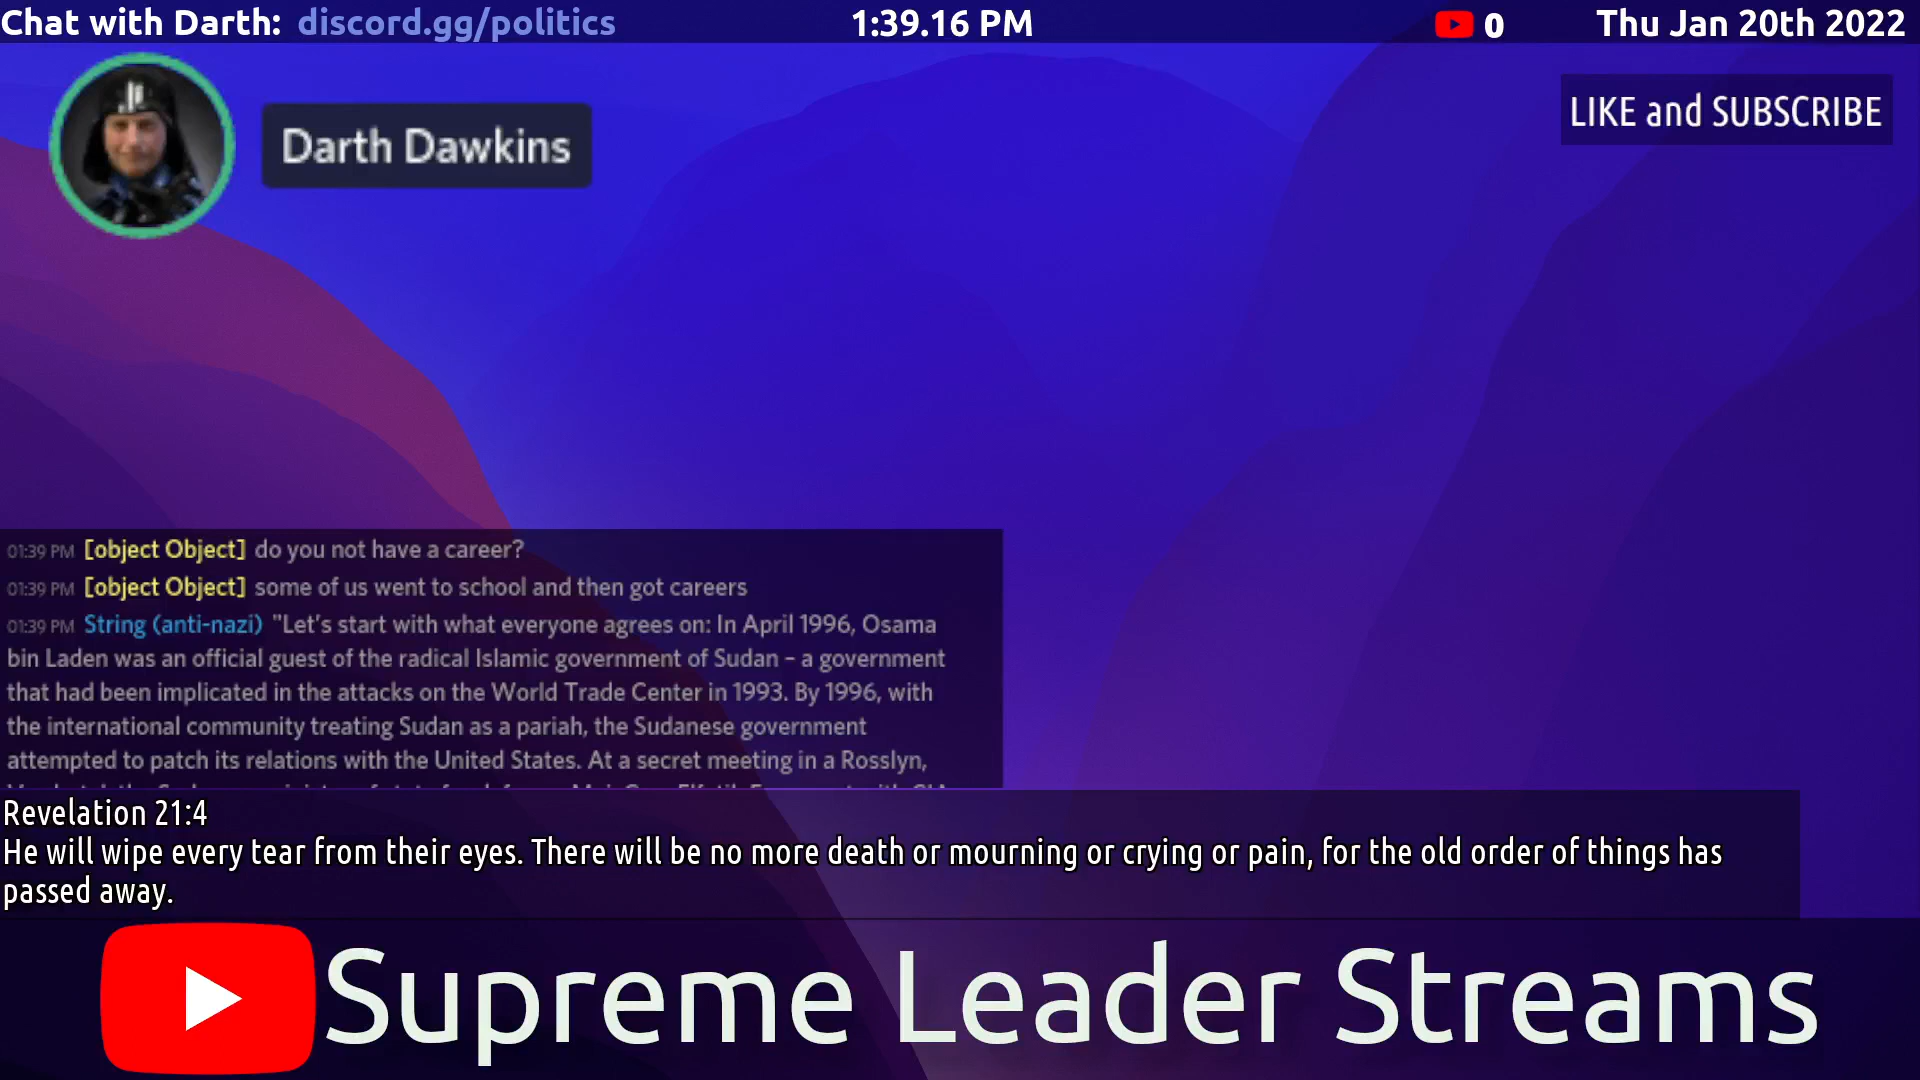 Chat with Darth: discord.gg/politics 1:39.16 PM 0 Thu Jan 20th 2022
Darth Dawkins
LIKE and SUBSCRIBE
01:39 PM [object Object] do you not have a career?
01:39 PM [object Object] some of us went to school and then got careers
01:39 PM String (anti-nazi) "Let's start with what everyone agrees on: In April 1996, Osama
bin Laden was an official guest of the radical Islamic government of Sudan – a government
that had been implicated in the attacks on the World Trade Center in 1993. By 1996, with
the international community treating Sudan as a pariah, the Sudanese government
attempted to patch its relations with the United States. At a secret meeting in a Rosslyn,
Revelation 21:4
He will wipe every tear from their eyes. There will be no more death or mourning or crying or pain, for the old order of things has
passed away.
Supreme Leader Streams